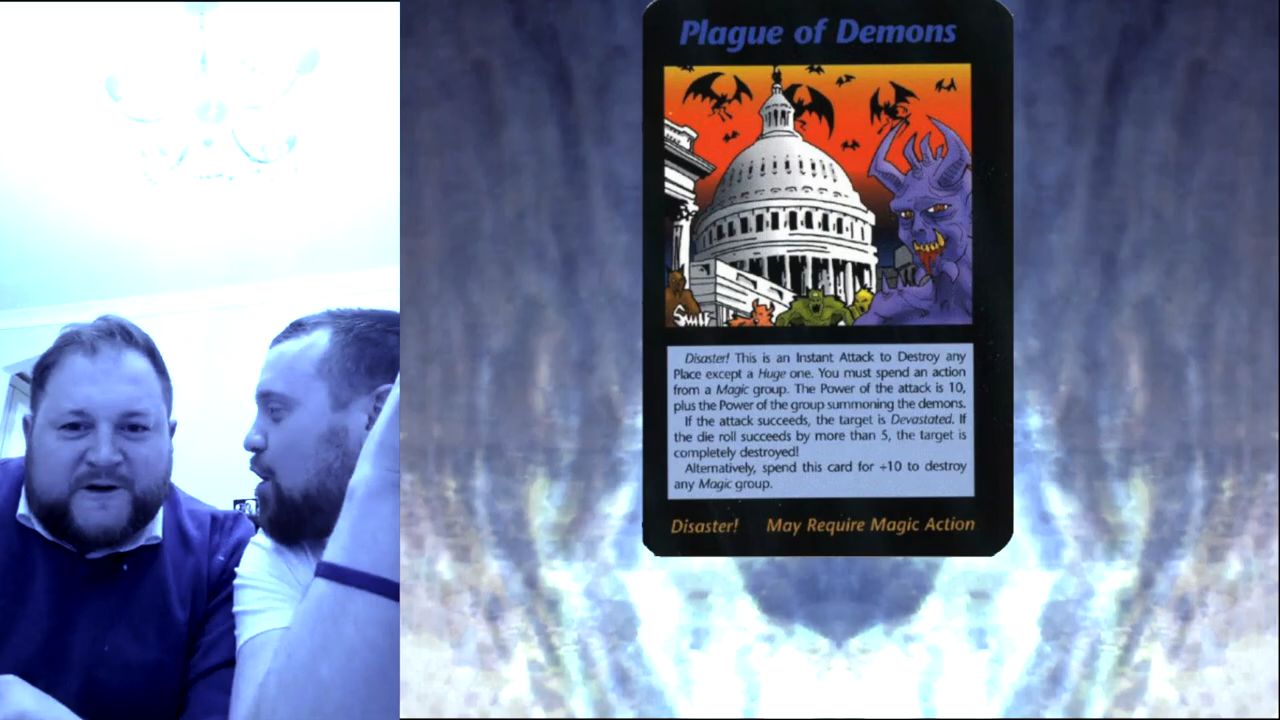 Plague of Demons
Disaster! This is an Instant Attack to Destroy any
Place except a Huge one. You must spend an action
from a Magic group. The Power of the attack is 10,
plus the Power of the group summoning the demons.
If the attack succeeds, the target is Devastated. If
the die roll succeeds by more than 5, the target is
completely destroyed!
Alternatively, spend this card for +10 to destroy
any Magic group.
Disaster! May Require Magic Action